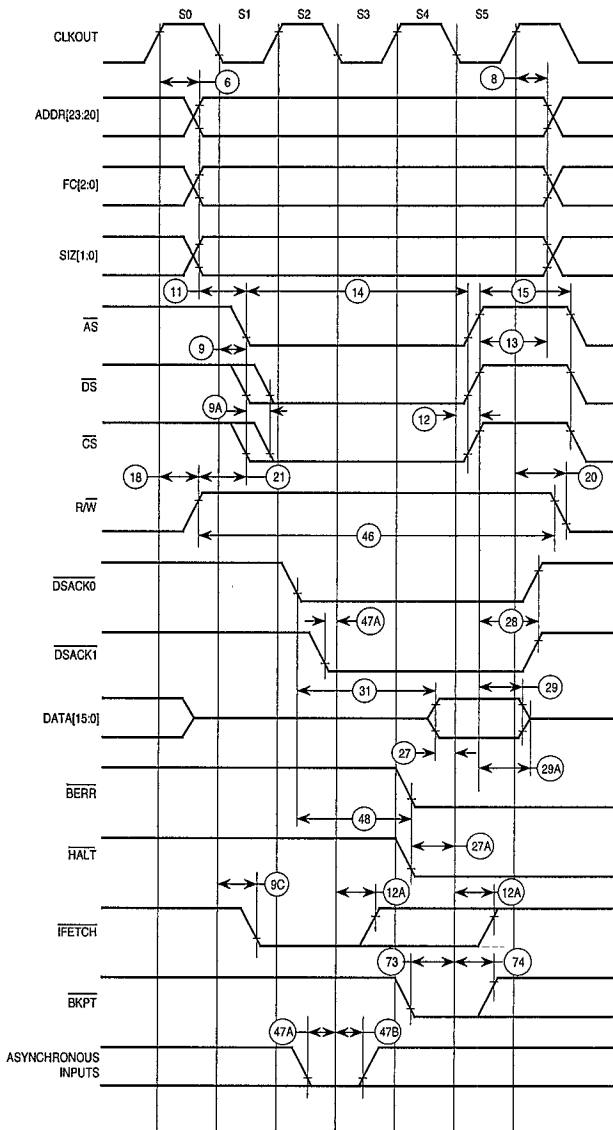 S0 S1 S2 S3 S4 S5
CLKOUT
6 8
ADDR[23:20]
FC[2:0]
SIZ[1:0]
11 14 15
AS
9 13
DS
9A 12
CS
18 21 20
R/W
46
DSACK0
47A 28
DSACK1
31 29
DATA[15:0]
27 29A
BERR
48
27A
HALT
9C 12A 12A
IFETCH
73 74
BKPT
47A 47B
ASYNCHRONOUS
INPUTS